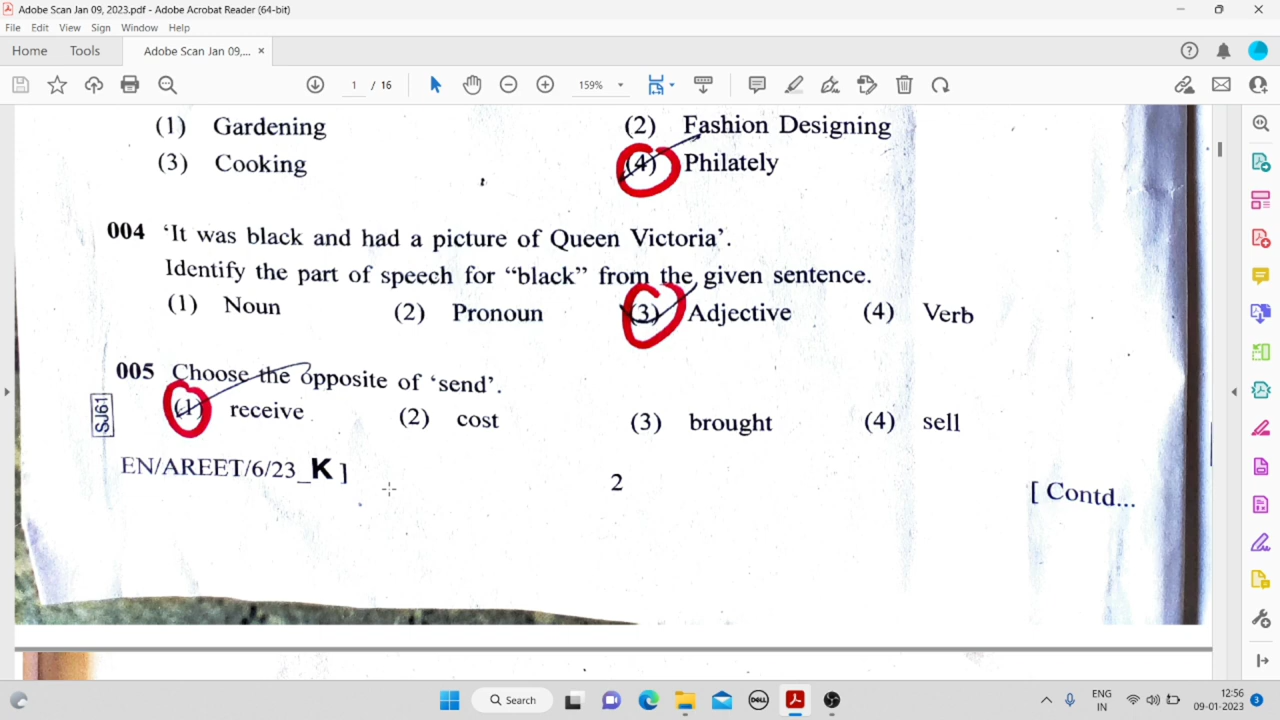 Adobe Scan Jan 09, 2023.pdf - Adobe Acrobat Reader (64-bit)
File Edit View Sign Window Help
Home Tools Adobe Scan Jan 09,... ×
1 / 16 159%
(1) Gardening (2) Fashion Designing
(3) Cooking (4) Philately
004 'It was black and had a picture of Queen Victoria'.
Identify the part of speech for "black" from the given sentence.
(1) Noun (2) Pronoun (3) Adjective (4) Verb
005 Choose the opposite of 'send'.
(1) receive (2) cost (3) brought (4) sell
SJ61
EN/AREET/6/23_K ] 2 [ Contd...
Search DELL ENG 12:56
IN 09-01-2023 3